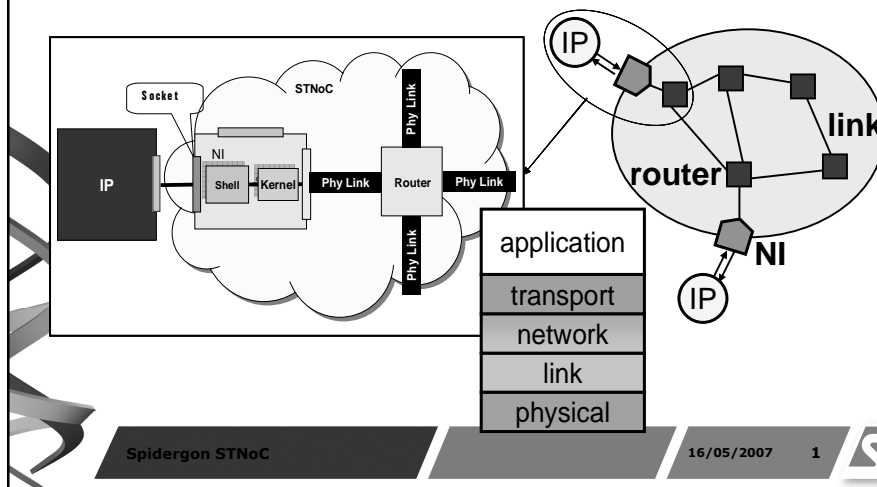 IP
STNoC
Socket
Phy Link
NI
IP
Shell
Kernel
Phy Link
Router
Phy Link
Phy Link
link
router
NI
IP
application
transport
network
link
physical
Spidergon STNoC
16/05/2007
1